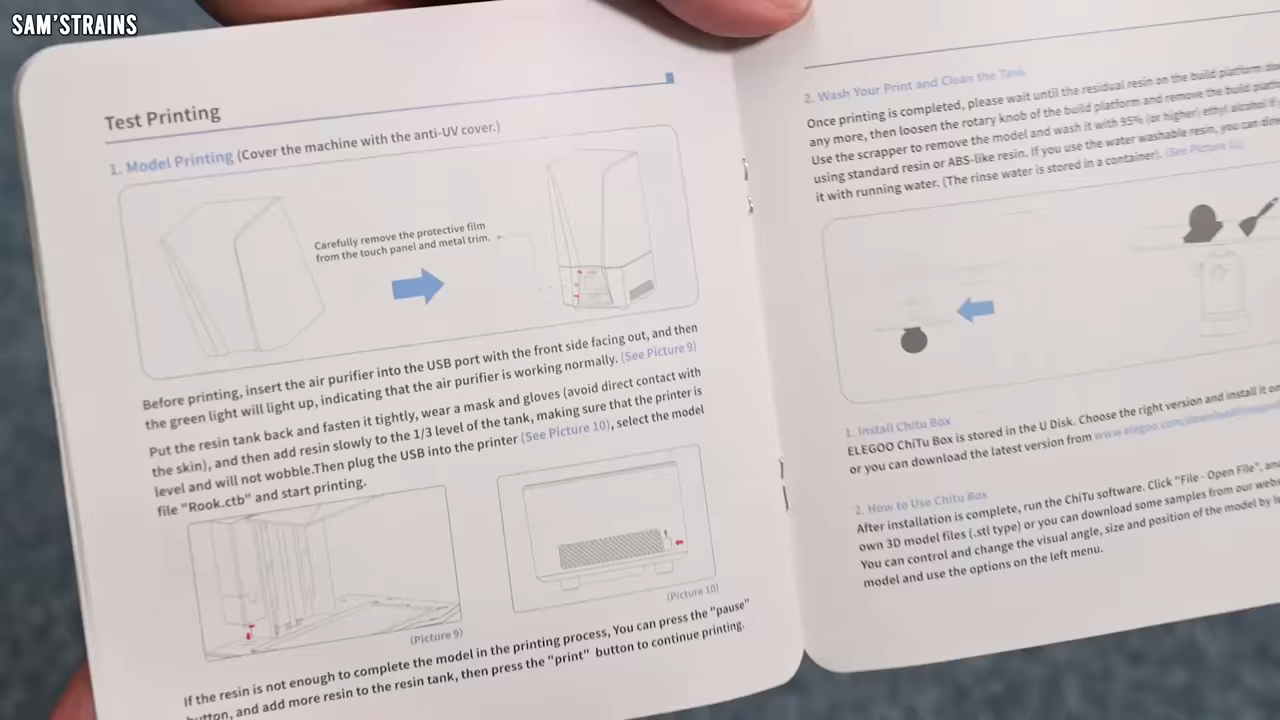 SAM'STRAINS
Test Printing
1. Model Printing (Cover the machine with the anti-UV cover.)
Carefully remove the protective film
from the touch panel and metal trim.
Before printing, insert the air purifier into the USB port with the front side facing out, and then
the green light will light up, indicating that the air purifier is working normally. (See Picture 9)
Put the resin tank back and fasten it tightly, wear a mask and gloves (avoid direct contact with
the skin), and then add resin slowly to the 1/3 level of the tank, making sure that the printer is
level and will not wobble.Then plug the USB into the printer (See Picture 10), select the model
file "Rook.ctb" and start printing.
(Picture 9)
(Picture 10)
If the resin is not enough to complete the model in the printing process, You can press the "pause"
button, and add more resin to the resin tank, then press the "print" button to continue printing.
2. Wash Your Print and Clean the Tank
Once printing is completed, please wait until the residual resin on the build platform
any more, then loosen the rotary knob of the build platform and remove the build
Use the scrapper to remove the model and wash it with 95% (or higher) ethyl alcohol if
using standard resin or ABS-like resin. If you use the water washable resin, you can
it with running water. (The rinse water is stored in a container). (See Picture
1. Install Chitu Box
ELEGOO ChiTu Box is stored in the U Disk. Choose the right version and install it
or you can download the latest version from www.elegoo.com/download
2. How to Use Chitu Box
After installation is complete, run the ChiTu software. Click "File - Open File",
own 3D model files (.stl type) or you can download some samples from our
You can control and change the visual angle, size and position of the model by
model and use the options on the left menu.